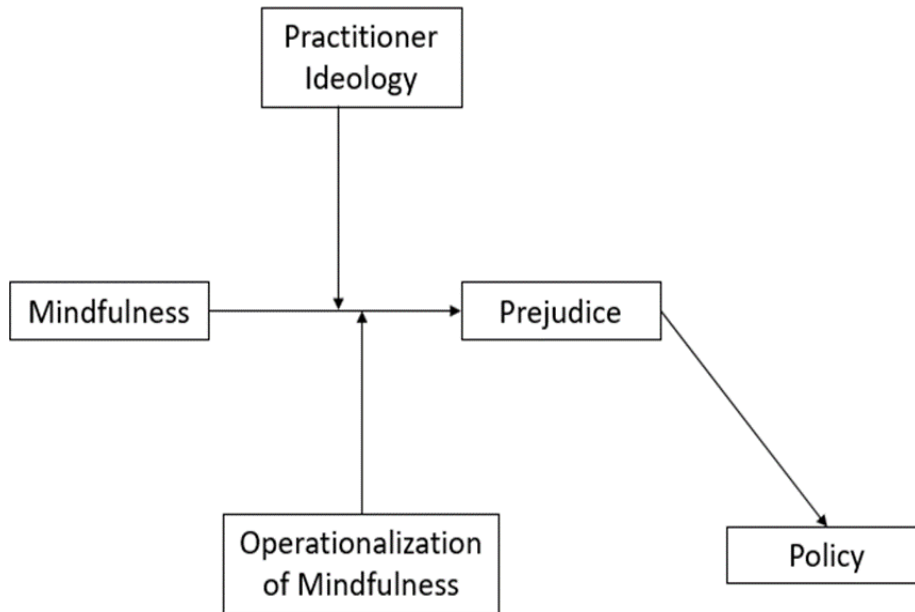 Practitioner
Ideology
Mindfulness
Prejudice
Operationalization
of Mindfulness
Policy